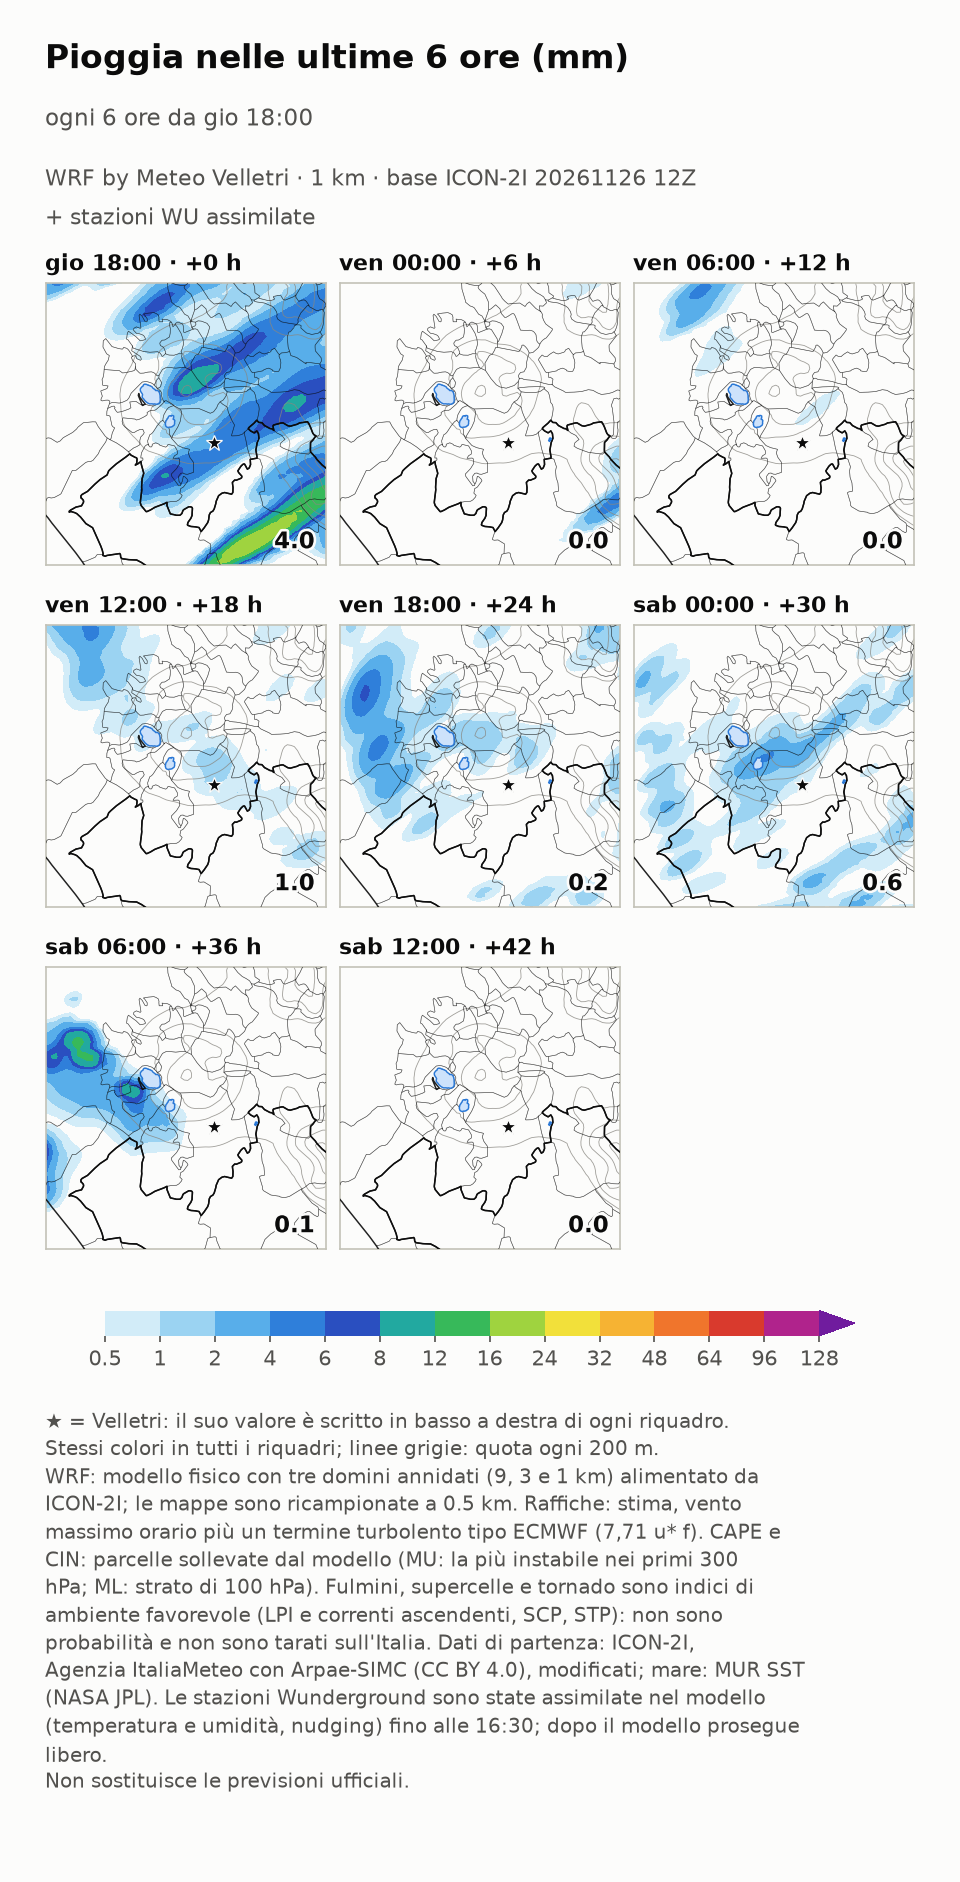 Pioggia nelle ultime 6 ore (mm)
ogni 6 ore da gio 18:00
WRF by Meteo Velletri · 1 km · base ICON-2I 20261126 12Z
+ stazioni WU assimilate
gio 18:00 · +0 h
ven 00:00 · +6 h
ven 06:00 · +12 h
4.0
0.0
0.0
ven 12:00 · +18 h
ven 18:00 · +24 h
sab 00:00 · +30 h
1.0
0.2
0.6
sab 06:00 · +36 h
sab 12:00 · +42 h
0.1
0.0
0.5 1 2 4 6 8 12 16 24 32 48 64 96 128
★ = Velletri: il suo valore è scritto in basso a destra di ogni riquadro.
Stessi colori in tutti i riquadri; linee grigie: quota ogni 200 m.
WRF: modello fisico con tre domini annidati (9, 3 e 1 km) alimentato da
ICON-2I; le mappe sono ricampionate a 0.5 km. Raffiche: stima, vento
massimo orario più un termine turbolento tipo ECMWF (7,71 u* f). CAPE e
CIN: parcelle sollevate dal modello (MU: la più instabile nei primi 300
hPa; ML: strato di 100 hPa). Fulmini, supercelle e tornado sono indici di
ambiente favorevole (LPI e correnti ascendenti, SCP, STP): non sono
probabilità e non sono tarati sull'Italia. Dati di partenza: ICON-2I,
Agenzia ItaliaMeteo con Arpae-SIMC (CC BY 4.0), modificati; mare: MUR SST
(NASA JPL). Le stazioni Wunderground sono state assimilate nel modello
(temperatura e umidità, nudging) fino alle 16:30; dopo il modello prosegue
libero.
Non sostituisce le previsioni ufficiali.